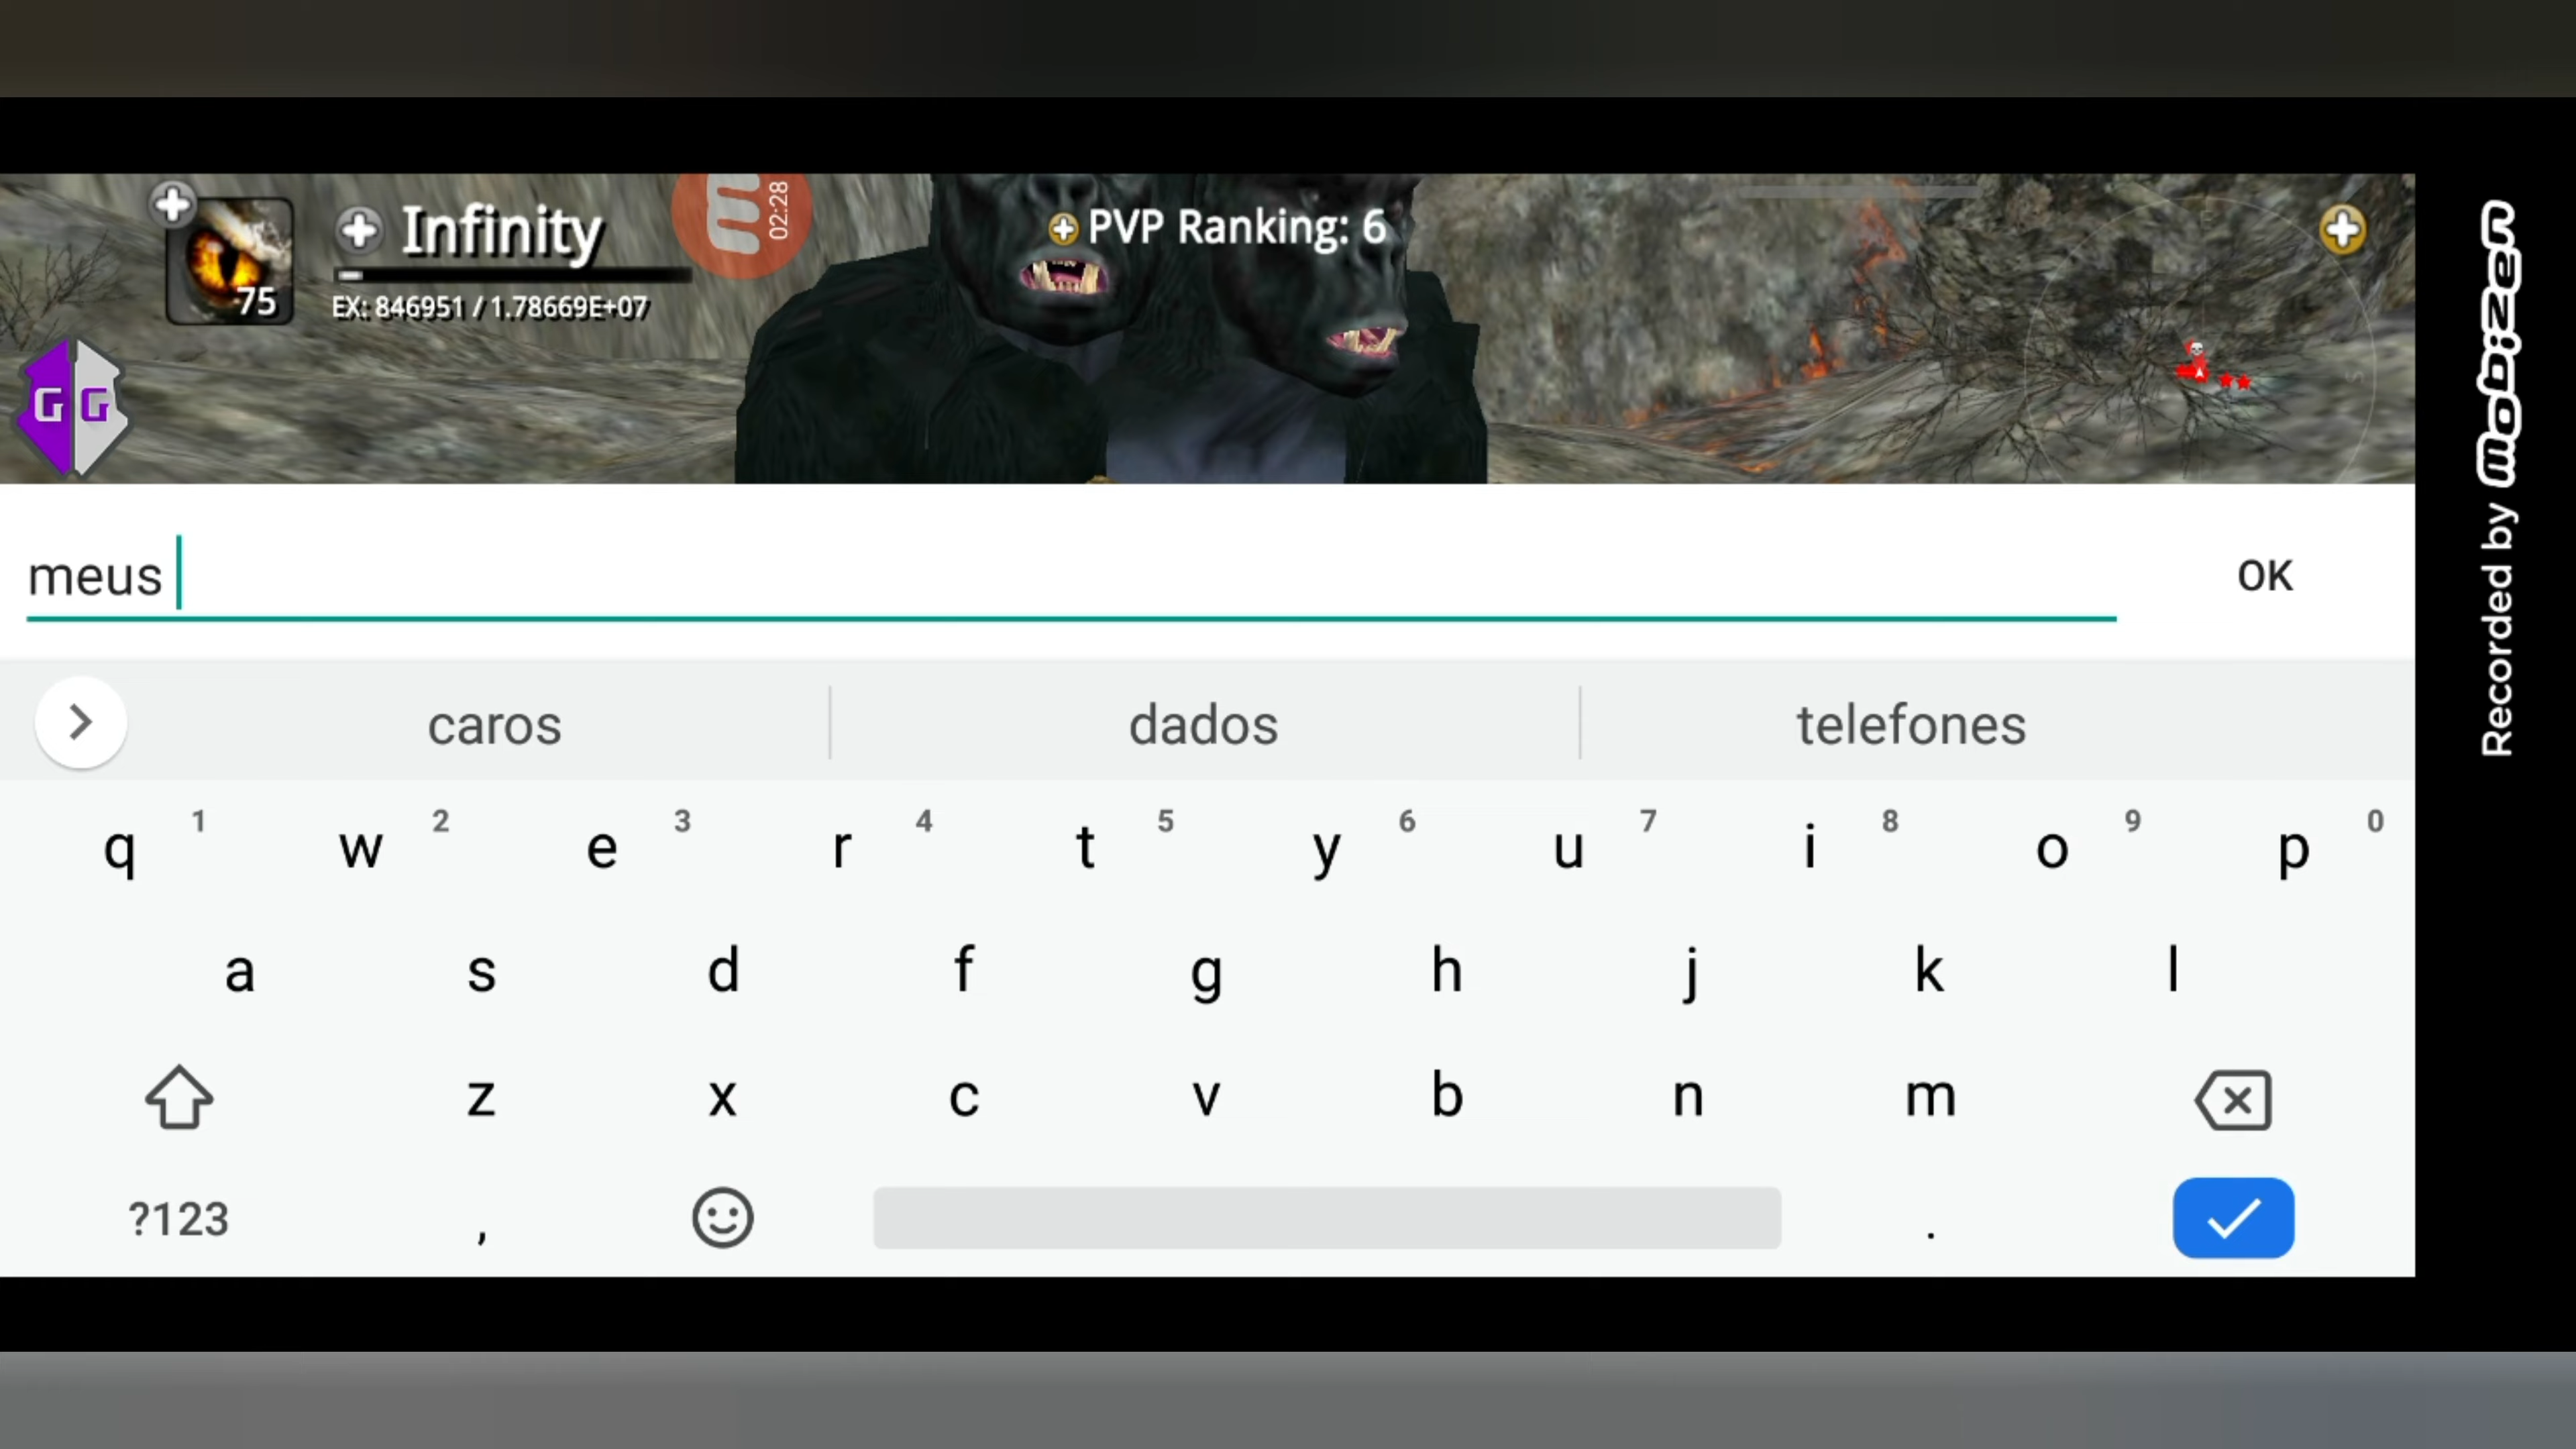 Infinity
75
EX: 846951 / 1.78669E+07
02:28
PVP Ranking: 6
G G
meus
OK
caros dados telefones
q 1 w 2 e 3 r 4 t 5 y 6 u 7 i 8 o 9 p 0
a s d f g h j k l
z x c v b n m
?123 , .
Recorded by mobizen